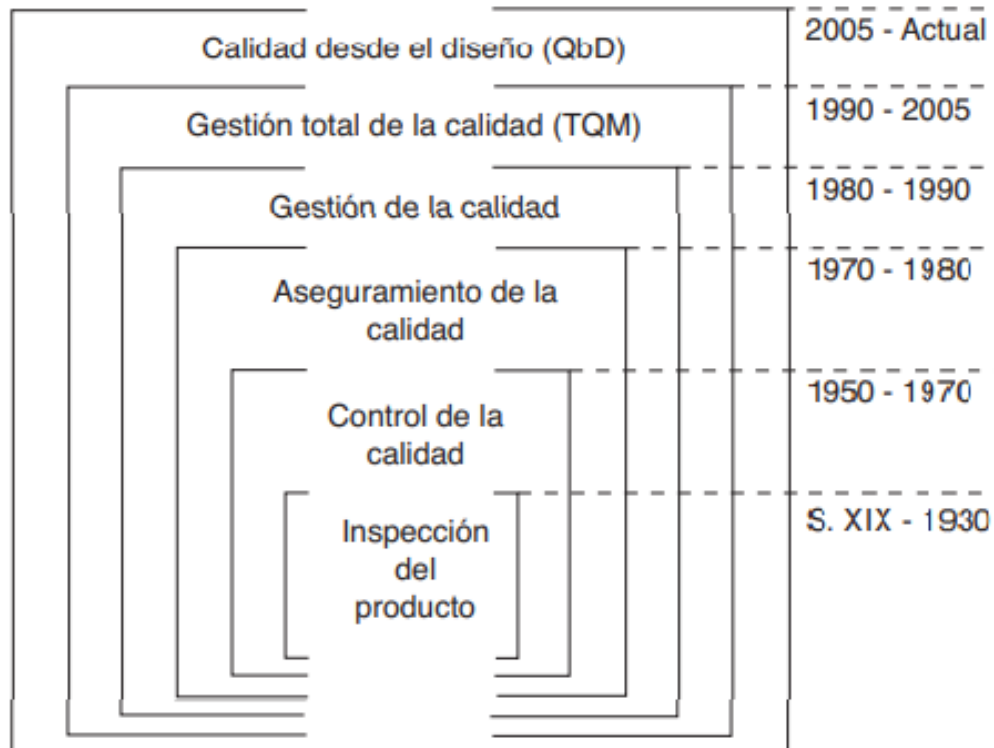 2005 - Actual
Calidad desde el diseño (QbD)
1990 - 2005
Gestión total de la calidad (TQM)
1980 - 1990
Gestión de la calidad
1970 - 1980
Aseguramiento de la
calidad
1950 - 1970
Control de la
calidad
S. XIX - 1930
Inspección
del
producto